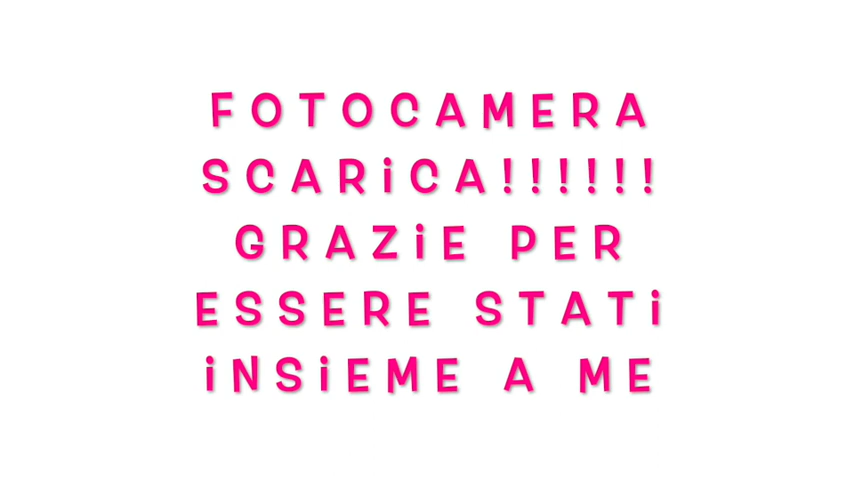 FOTOCAMERA
SCARiCA!!!!!!
GRAZiE PER
ESSERE STATi
iNSiEME A ME